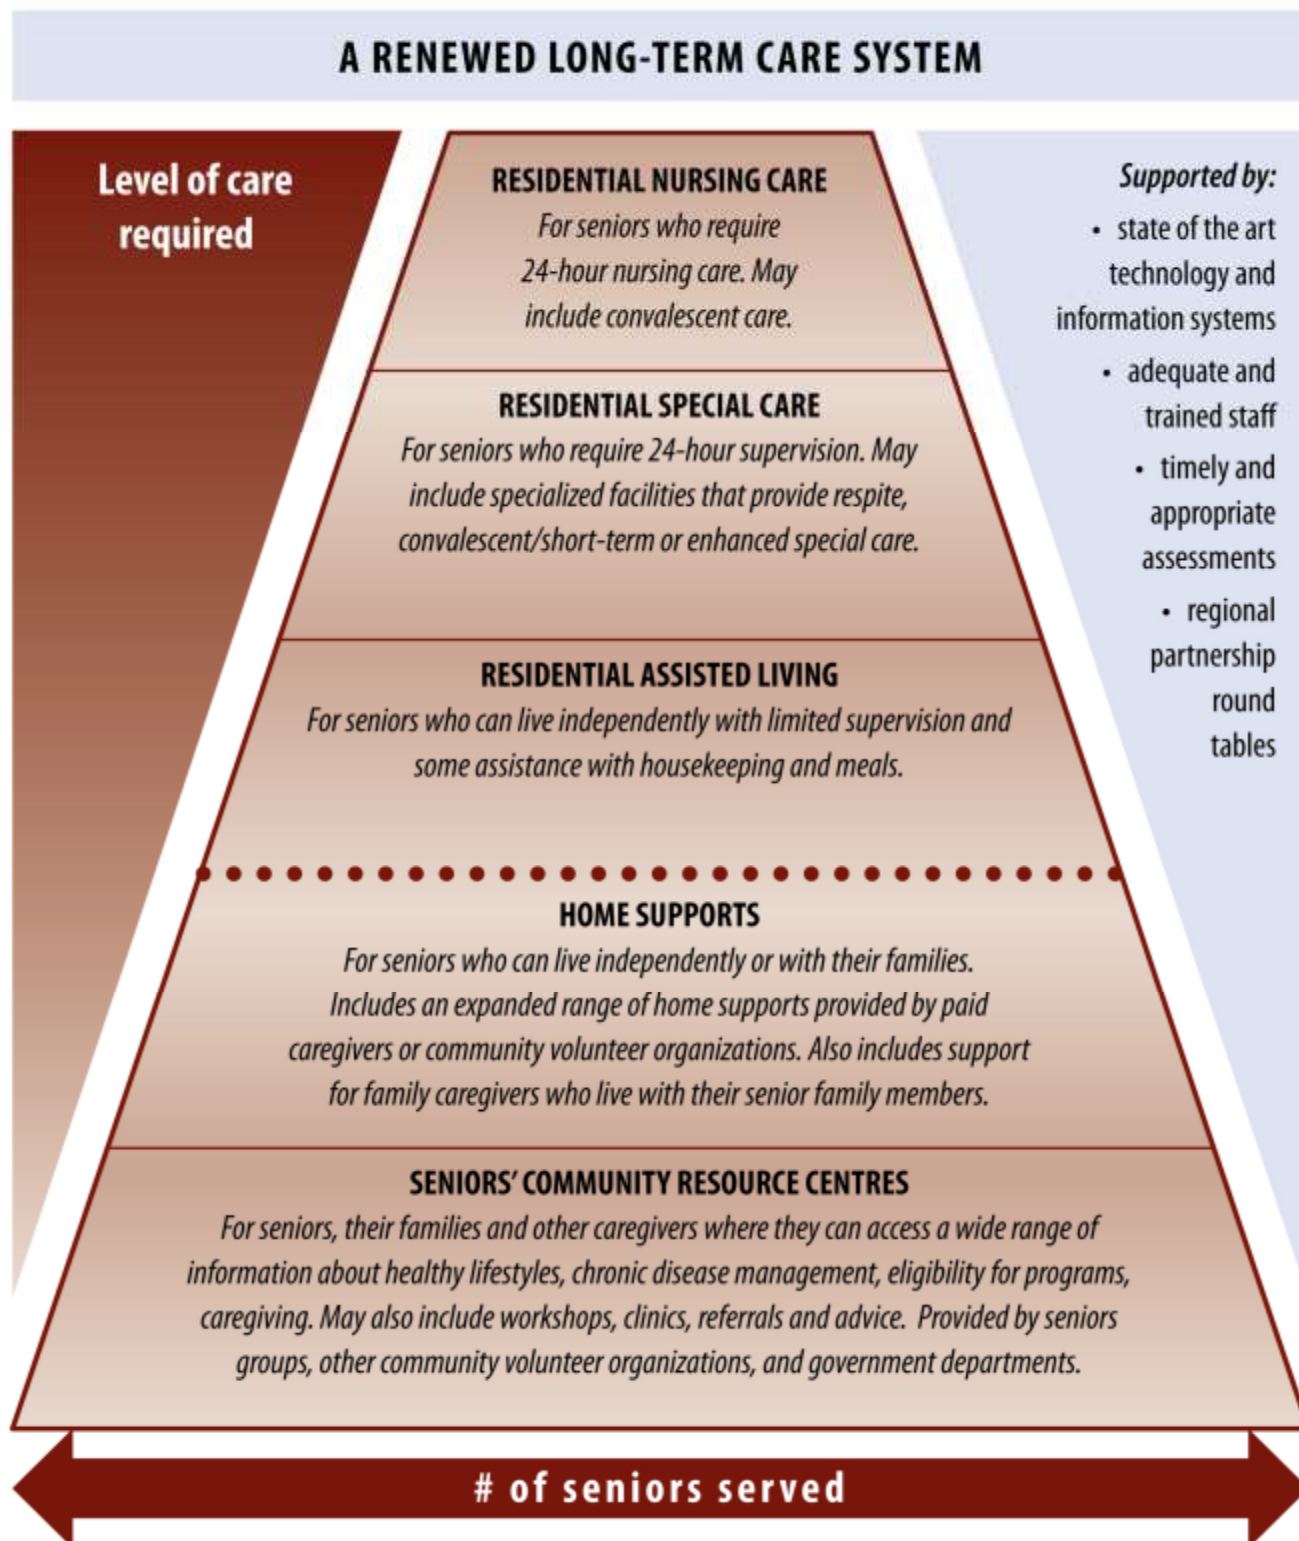 A RENEWED LONG-TERM CARE SYSTEM
Level of care
required
RESIDENTIAL NURSING CARE
For seniors who require
24-hour nursing care. May
include convalescent care.
RESIDENTIAL SPECIAL CARE
For seniors who require 24-hour supervision. May
include specialized facilities that provide respite,
convalescent/short-term or enhanced special care.
RESIDENTIAL ASSISTED LIVING
For seniors who can live independently with limited supervision and
some assistance with housekeeping and meals.
HOME SUPPORTS
For seniors who can live independently or with their families.
Includes an expanded range of home supports provided by paid
caregivers or community volunteer organizations. Also includes support
for family caregivers who live with their senior family members.
SENIORS’ COMMUNITY RESOURCE CENTRES
For seniors, their families and other caregivers where they can access a wide range of
information about healthy lifestyles, chronic disease management, eligibility for programs,
caregiving. May also include workshops, clinics, referrals and advice. Provided by seniors
groups, other community volunteer organizations, and government departments.
Supported by:
• state of the art
technology and
information systems
• adequate and
trained staff
• timely and
appropriate
assessments
• regional
partnership
round
tables
# of seniors served